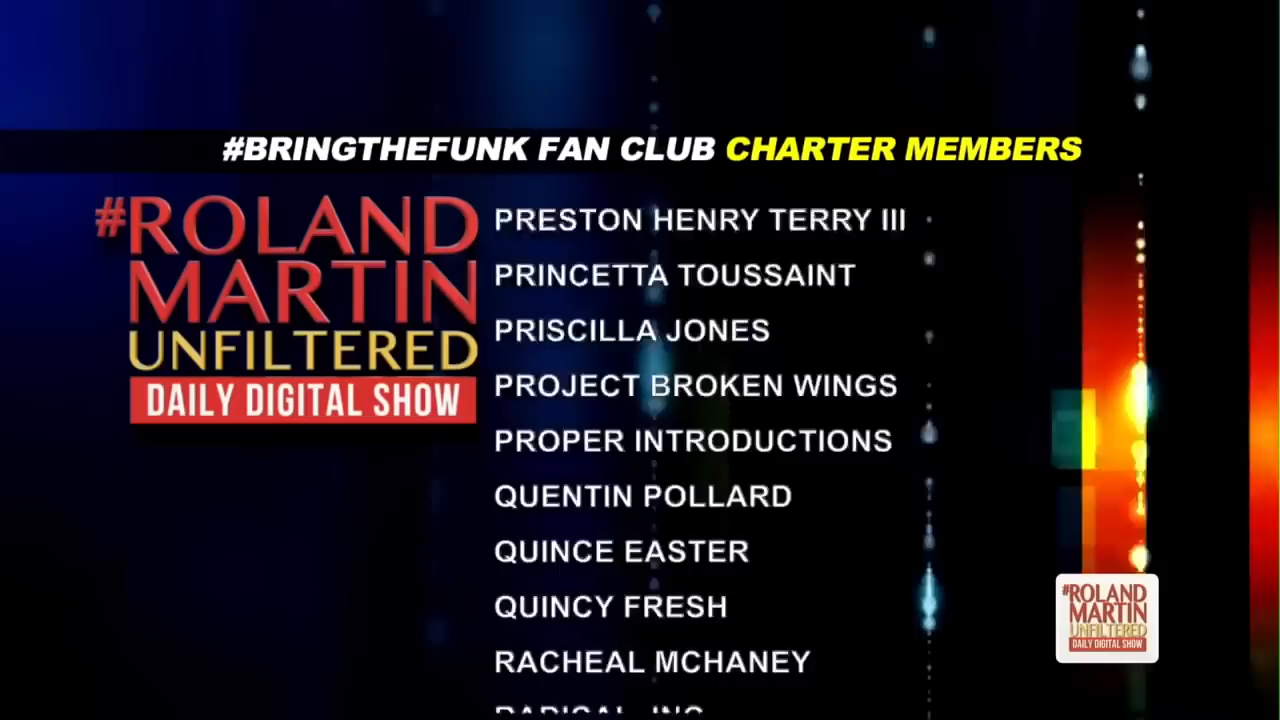 #BRINGTHEFUNK FAN CLUB CHARTER MEMBERS
#ROLAND
MARTIN
UNFILTERED
DAILY DIGITAL SHOW
PRESTON HENRY TERRY III
PRINCETTA TOUSSAINT
PRISCILLA JONES
PROJECT BROKEN WINGS
PROPER INTRODUCTIONS
QUENTIN POLLARD
QUINCE EASTER
QUINCY FRESH
RACHEAL MCHANEY
#ROLAND
MARTIN
UNFILTERED
DAILY DIGITAL SHOW